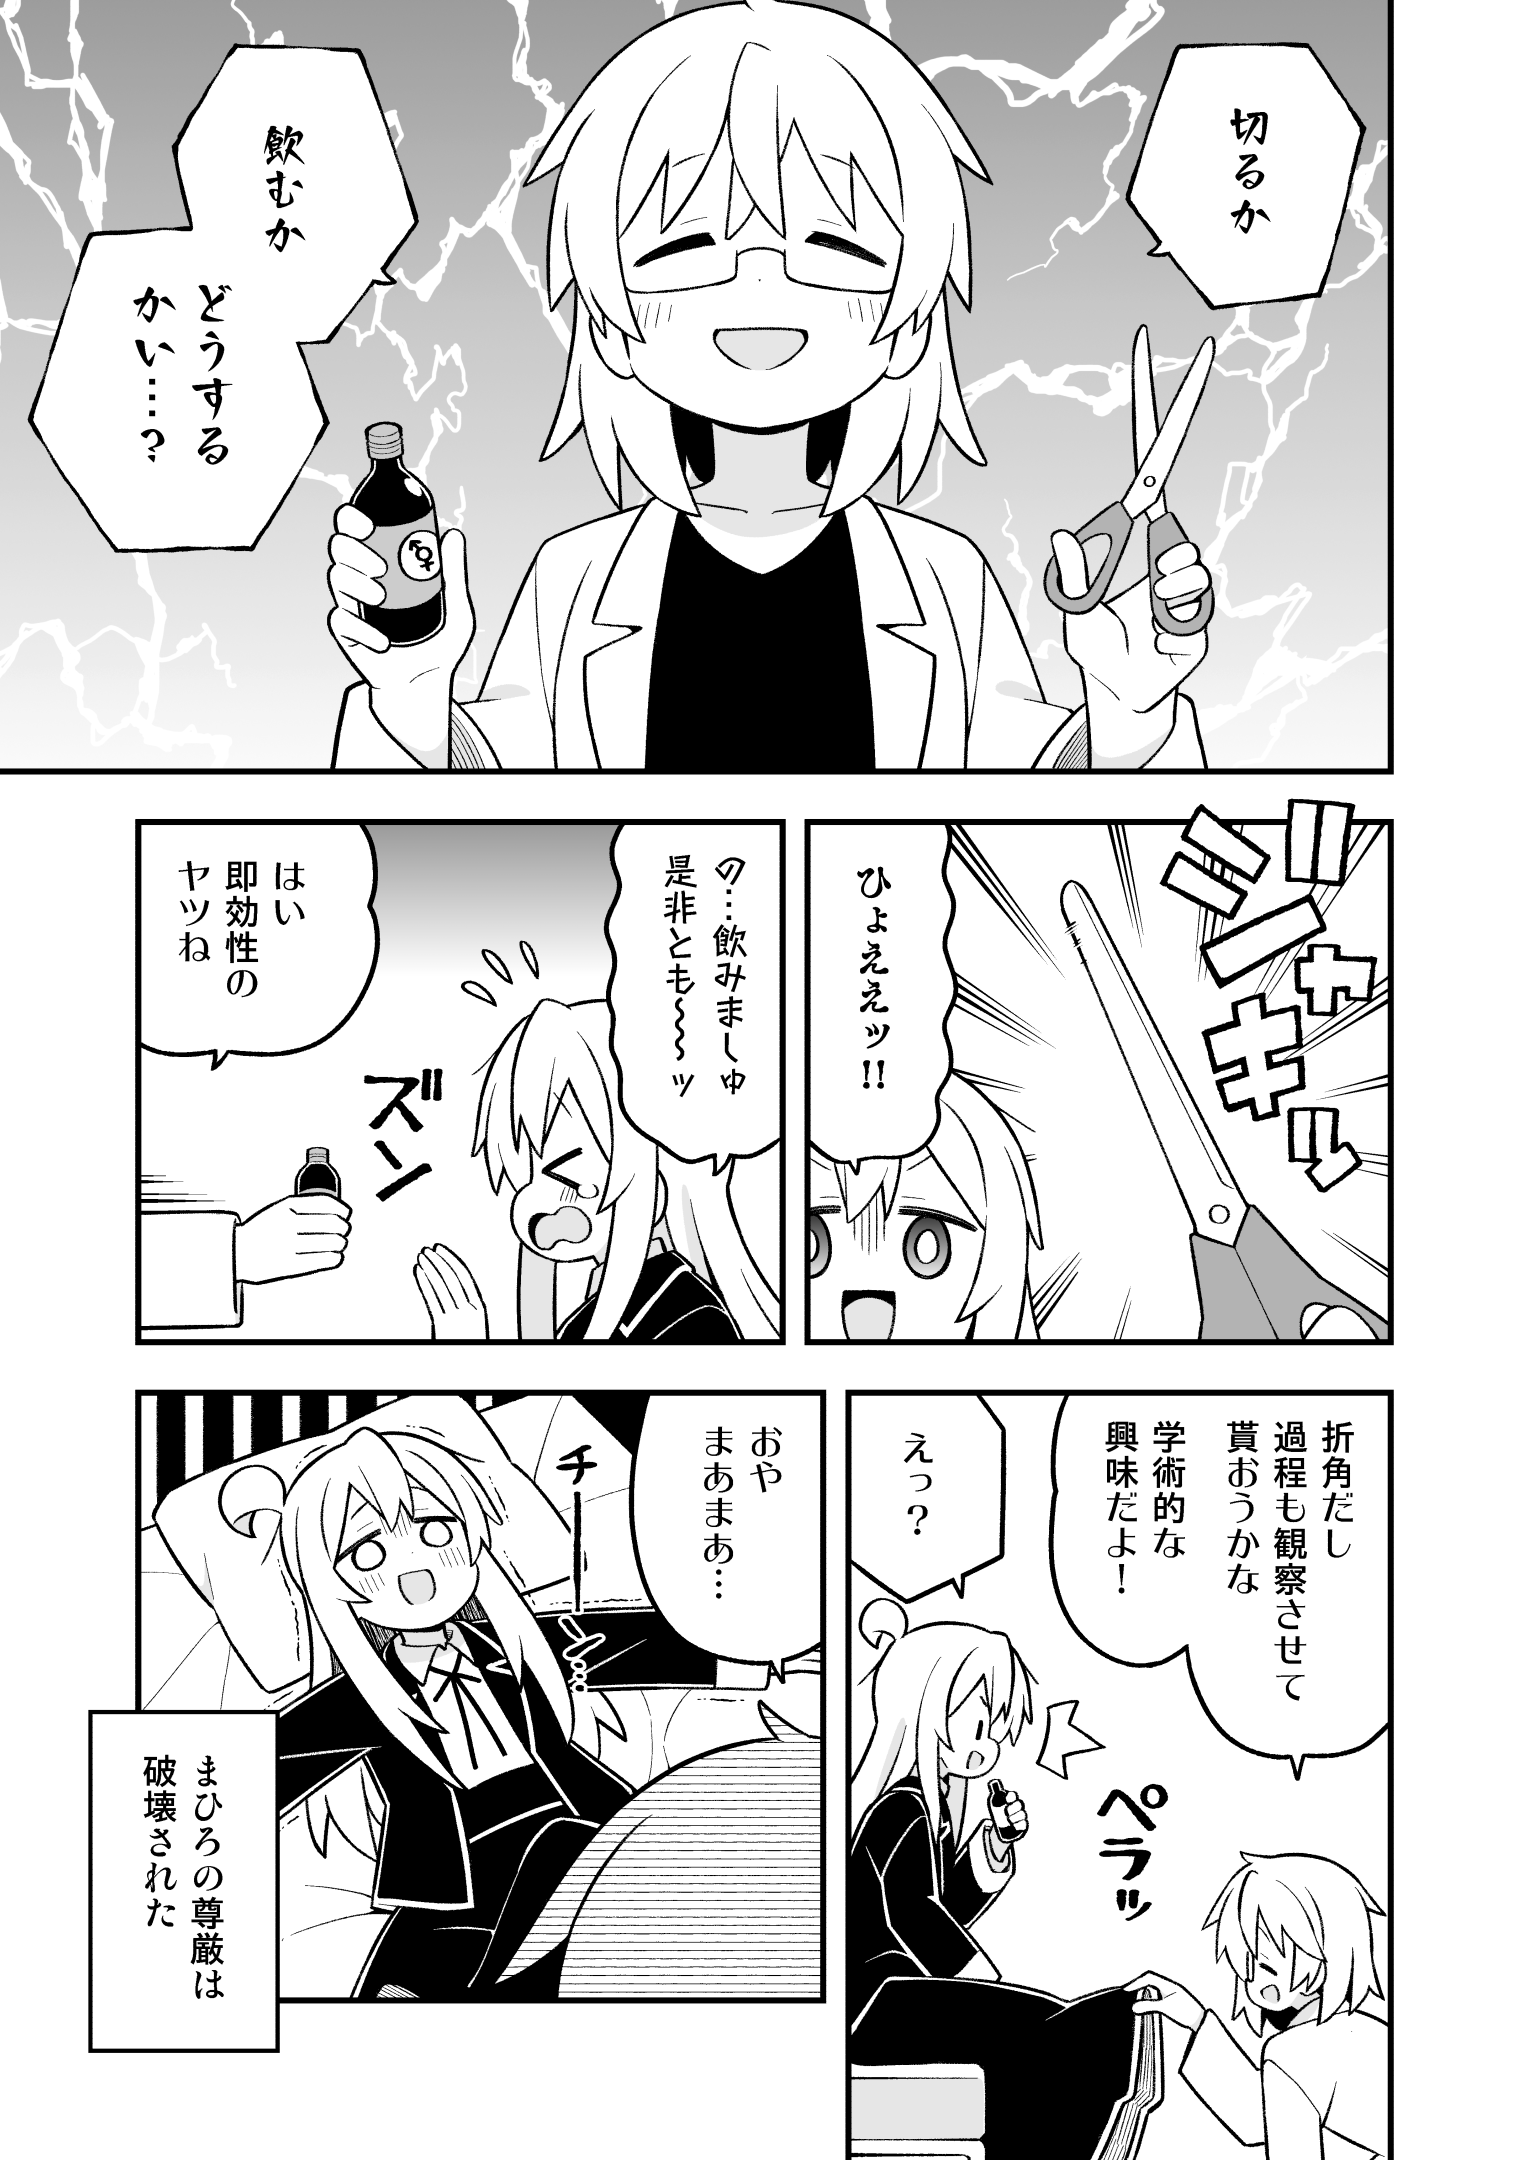 切るか
飲むか
どうする
かい…？
ジジャキーッ
ひょええッ!!
の…飲みましゅ
是非とも〜〜ッ
ズン
はい
即効性の
ヤツね
折角だし
過程も観察させて
貰おうかな
学術的な
興味だよ！
えっ？
ペラッ
おや
まあまあ…
チーン…
まひろの尊厳は
破壊された